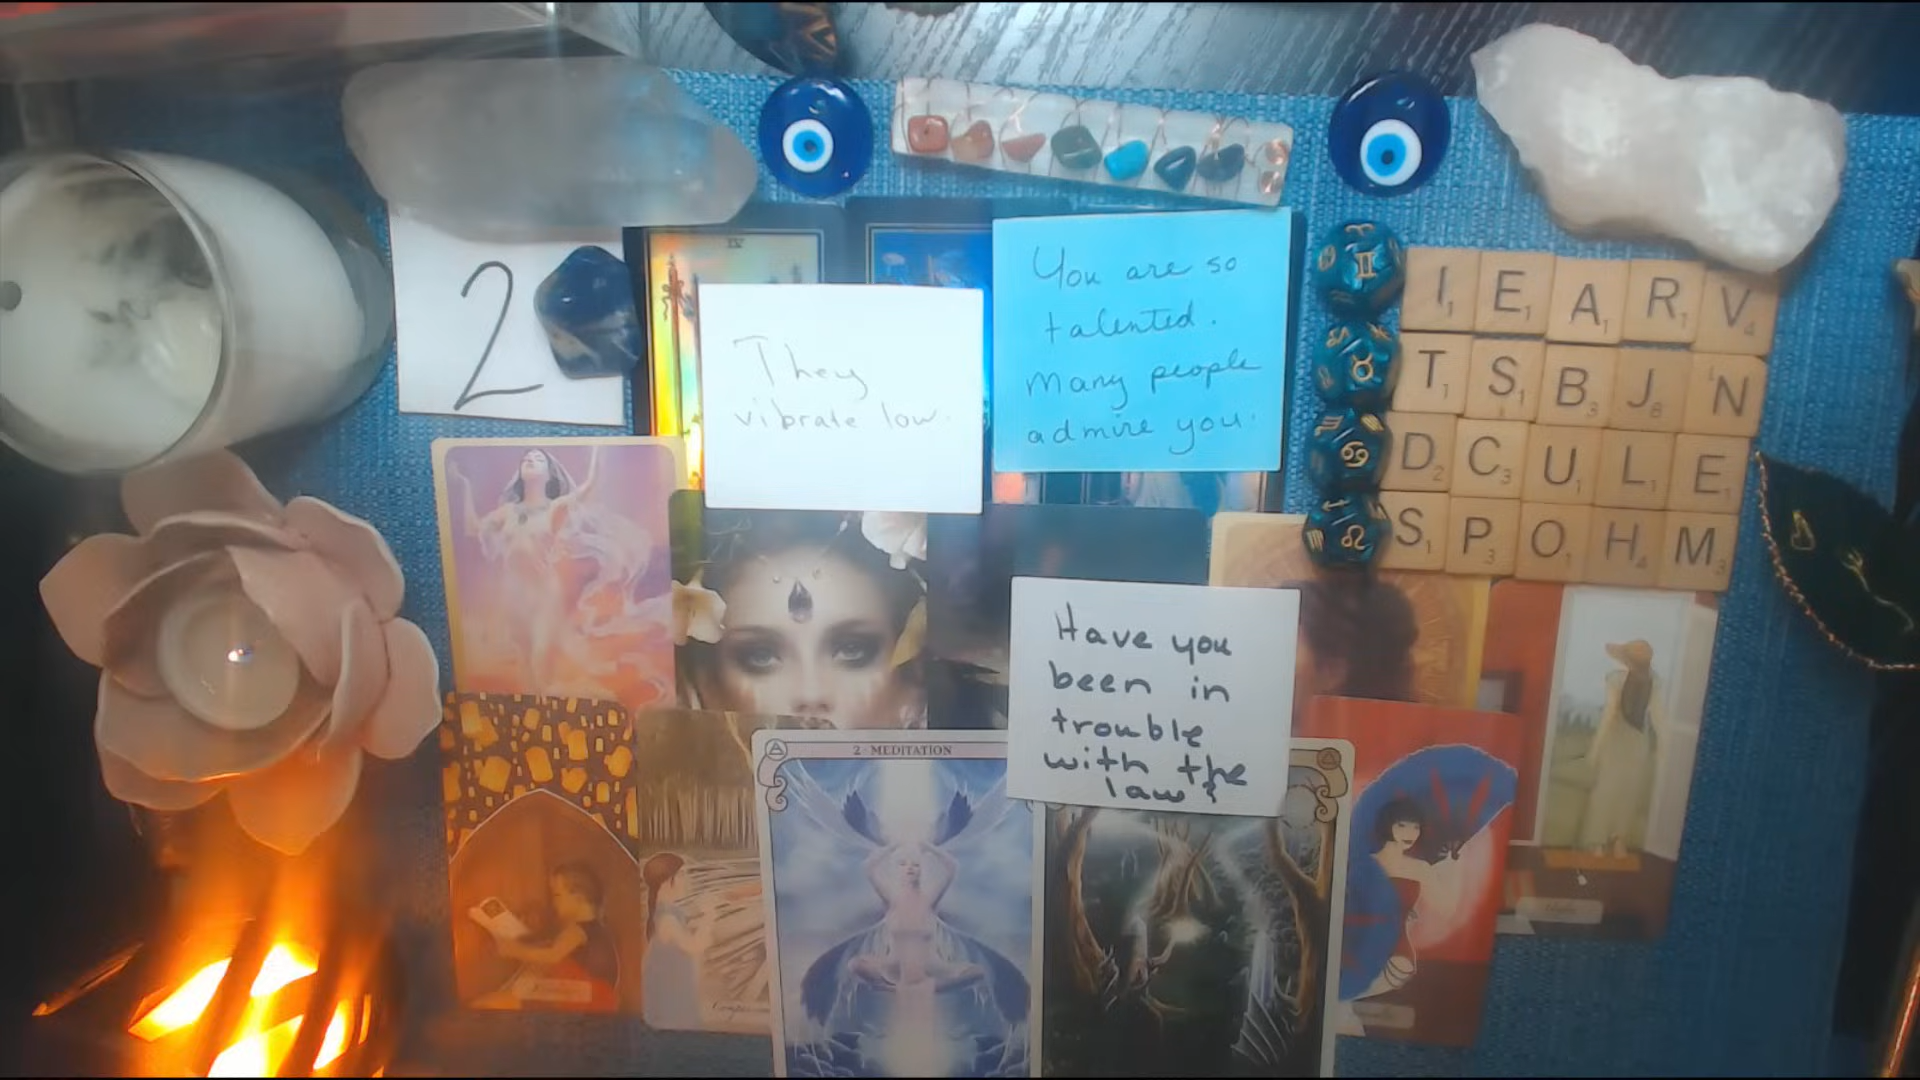 IV
You are so
talented.
Many people
admire you.
2
They
vibrate low.
I E A R V
T S B J N
D C U L E
S P O H M
Have you
been in
trouble
with the
law?
2 - MEDITATION